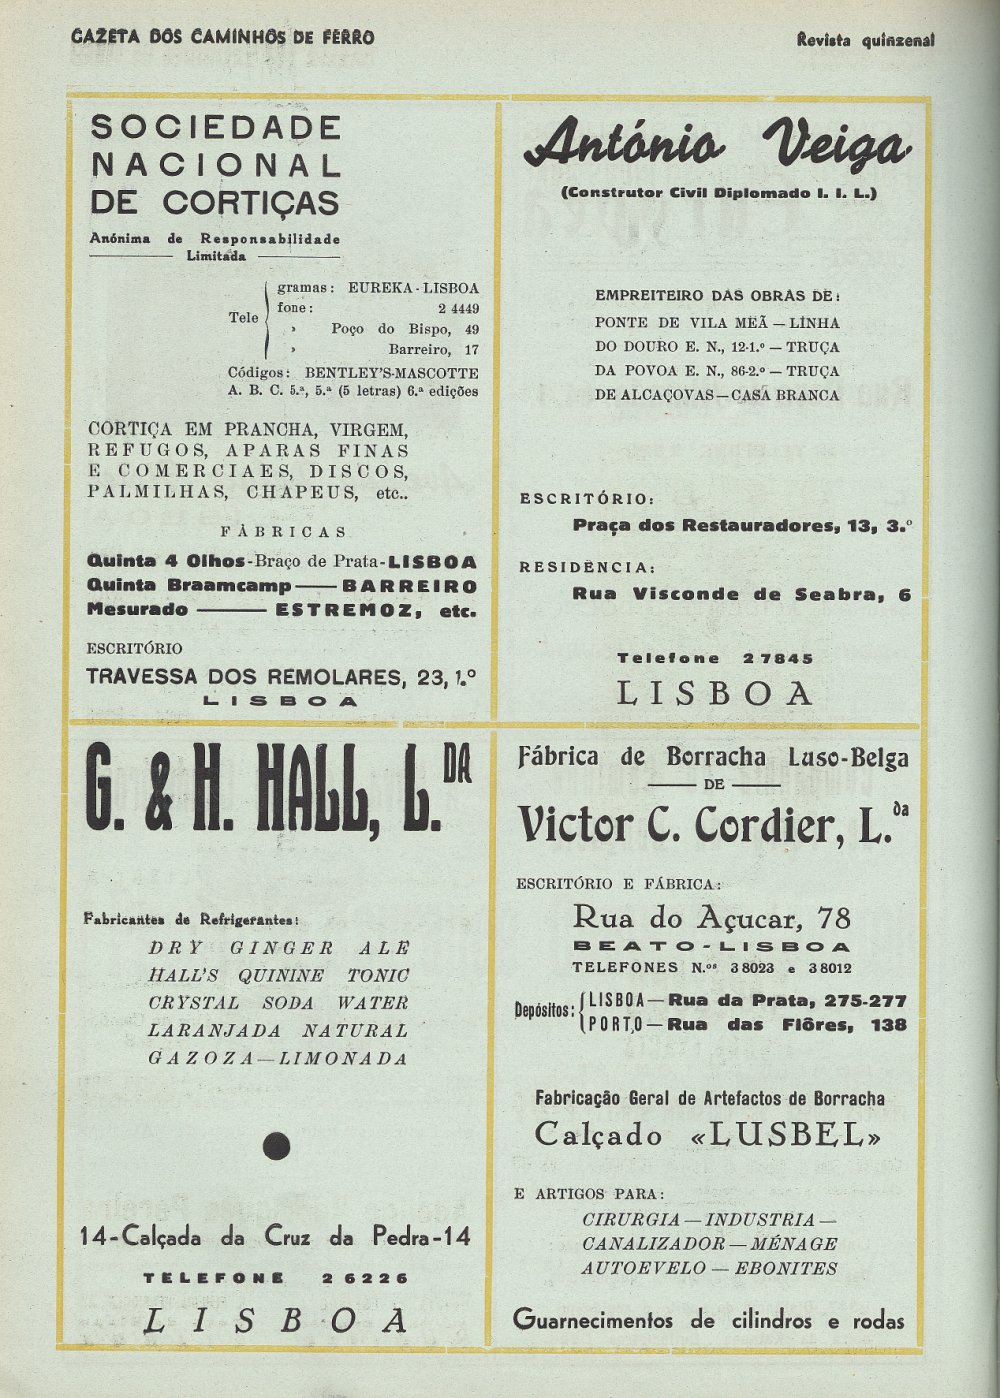 GAZETA DOS CAMINHOS DE FERRO
Revista quinzenal
SOCIEDADE
NACIONAL
DE CORTIÇAS
Anónima de Responsabilidade
Limitada
Tele
gramas: EUREKA - LISBOA
fone: 2 4449
» Poço do Bispo, 49
» Barreiro, 17
Códigos: BENTLEY'S-MASCOTTE
A. B. C. 5.ª, 5.ª (5 letras) 6.ª edições
CORTIÇA EM PRANCHA, VIRGEM,
REFUGOS, APARAS FINAS
E COMERCIAES, DISCOS,
PALMILHAS, CHAPEUS, etc..
FÀBRICAS
Quinta 4 Olhos-Braço de Prata-LISBOA
Quinta Braamcamp — BARREIRO
Mesurado — ESTREMOZ, etc.
ESCRITÓRIO
TRAVESSA DOS REMOLARES, 23, 1.º
LISBOA
António Veiga
(Construtor Civil Diplomado I. I. L.)
EMPREITEIRO DAS OBRAS DE:
PONTE DE VILA MEÃ — LÍNHA
DO DOURO E. N., 12-1.º — TRUÇA
DA POVOA E. N., 86-2.º — TRUÇA
DE ALCAÇOVAS — CASA BRANCA
ESCRITÓRIO:
Praça dos Restauradores, 13, 3.º
RESIDÊNCIA:
Rua Visconde de Seabra, 6
Telefone 27845
LISBOA
G. & H. HALL, L.DA
Fabricantes de Refrigerantes:
DRY GINGER ALE
HALL'S QUININE TONIC
CRYSTAL SODA WATER
LARANJADA NATURAL
GAZOZA — LIMONADA
14-Calçada da Cruz da Pedra-14
TELEFONE 26226
LISBOA
Fábrica de Borracha Luso-Belga
— DE —
Victor C. Cordier, L.da
ESCRITÓRIO E FÁBRICA:
Rua do Açucar, 78
BEATO-LISBOA
TELEFONES N.os 38023 e 38012
Depósitos:
LISBOA — Rua da Prata, 275-277
PORTO — Rua das Flôres, 138
Fabricação Geral de Artefactos de Borracha
Calçado «LUSBEL»
E ARTIGOS PARA:
CIRURGIA — INDUSTRIA —
CANALIZADOR — MÉNAGE
AUTOEVELO — EBONITES
Guarnecimentos de cilindros e rodas